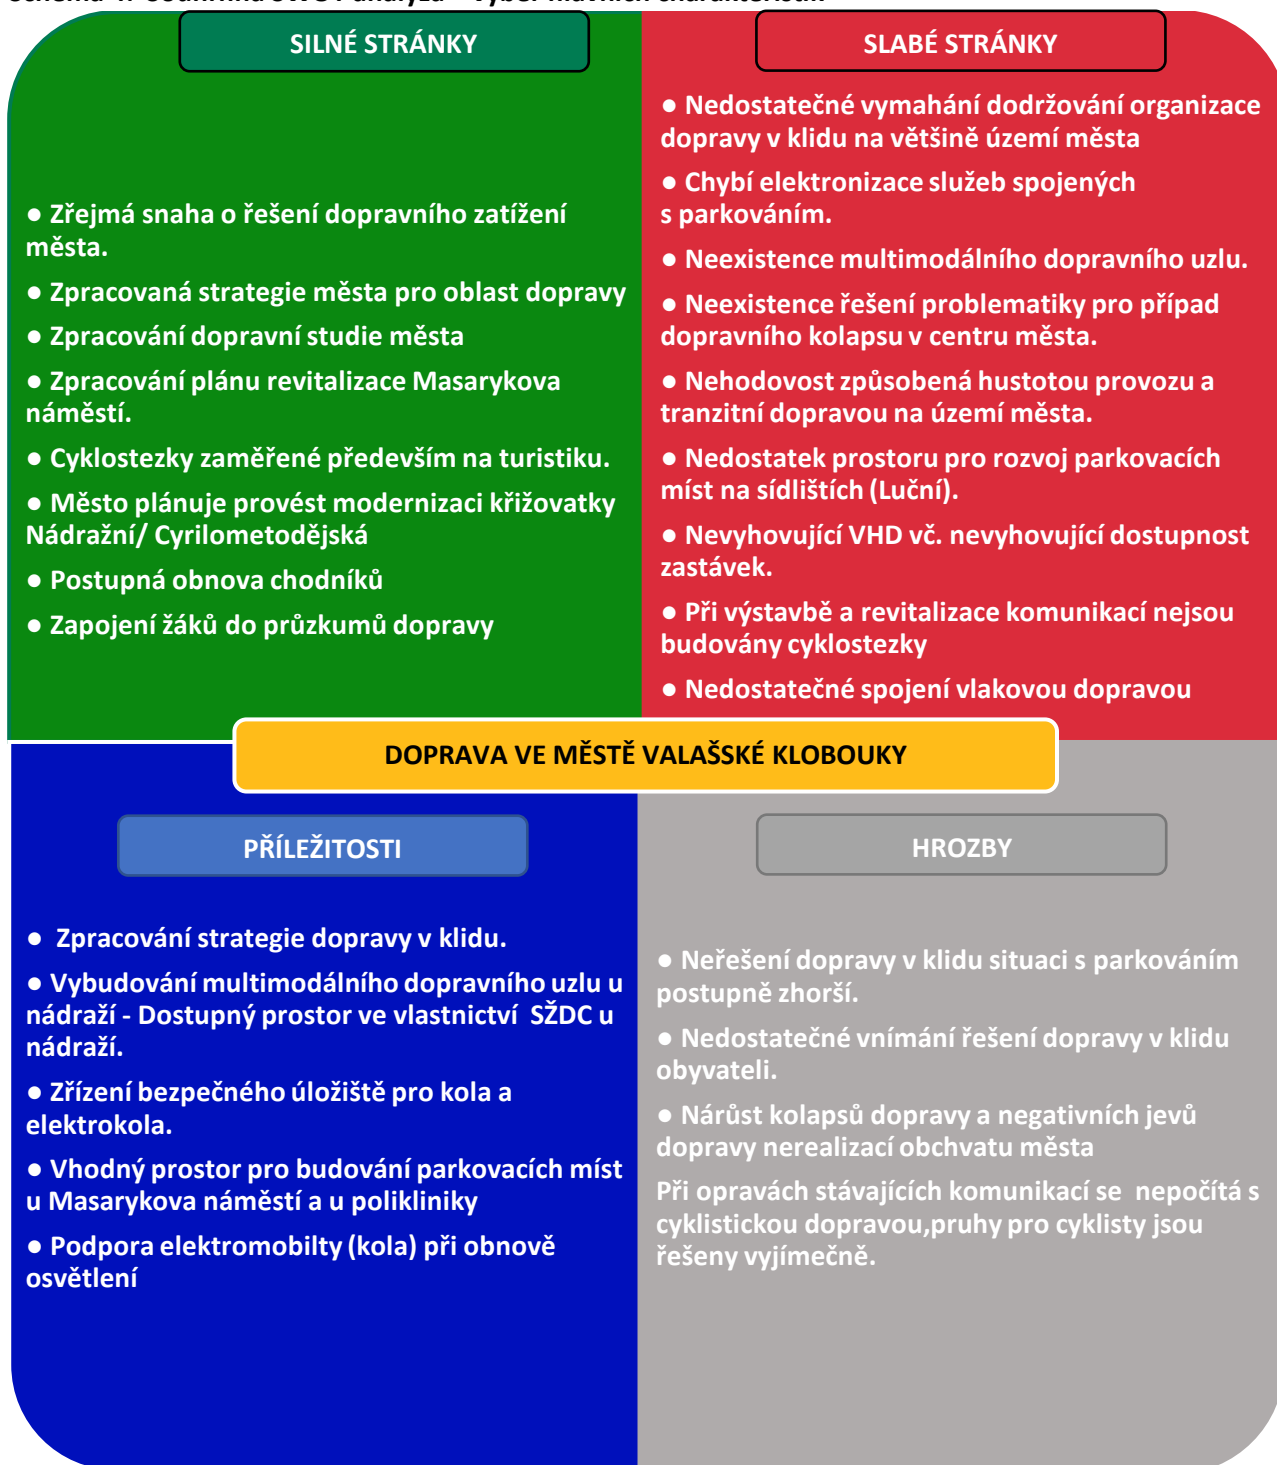 SILNÉ STRÁNKY
● Zřejmá snaha o řešení dopravního zatížení
města.
● Zpracovaná strategie města pro oblast dopravy
● Zpracování dopravní studie města
● Zpracování plánu revitalizace Masarykova
náměstí.
● Cyklostezky zaměřené především na turistiku.
● Město plánuje provést modernizaci křižovatky
Nádražní/ Cyrilometodějská
● Postupná obnova chodníků
● Zapojení žáků do průzkumů dopravy
SLABÉ STRÁNKY
● Nedostatečné vymahání dodržování organizace
dopravy v klidu na většině území města
● Chybí elektronizace služeb spojených
s parkováním.
● Neexistence multimodálního dopravního uzlu.
● Neexistence řešení problematiky pro případ
dopravního kolapsu v centru města.
● Nehodovost způsobená hustotou provozu a
tranzitní dopravou na území města.
● Nedostatek prostoru pro rozvoj parkovacích
míst na sídlištích (Luční).
● Nevyhovující VHD vč. nevyhovující dostupnost
zastávek.
● Při výstavbě a revitalizace komunikací nejsou
budovány cyklostezky
● Nedostatečné spojení vlakovou dopravou
DOPRAVA VE MĚSTĚ VALAŠSKÉ KLOBOUKY
PŘÍLEŽITOSTI
● Zpracování strategie dopravy v klidu.
● Vybudování multimodálního dopravního uzlu u
nádraží - Dostupný prostor ve vlastnictví SŽDC u
nádraží.
● Zřízení bezpečného úložiště pro kola a
elektrokola.
● Vhodný prostor pro budování parkovacích míst
u Masarykova náměstí a u polikliniky
● Podpora elektromobilty (kola) při obnově
osvětlení
HROZBY
● Neřešení dopravy v klidu situaci s parkováním
postupně zhorší.
● Nedostatečné vnímání řešení dopravy v klidu
obyvateli.
● Nárůst kolapsů dopravy a negativních jevů
dopravy nerealizací obchvatu města
Při opravách stávajících komunikací se nepočítá s
cyklistickou dopravou,pruhy pro cyklisty jsou
řešeny vyjímečně.